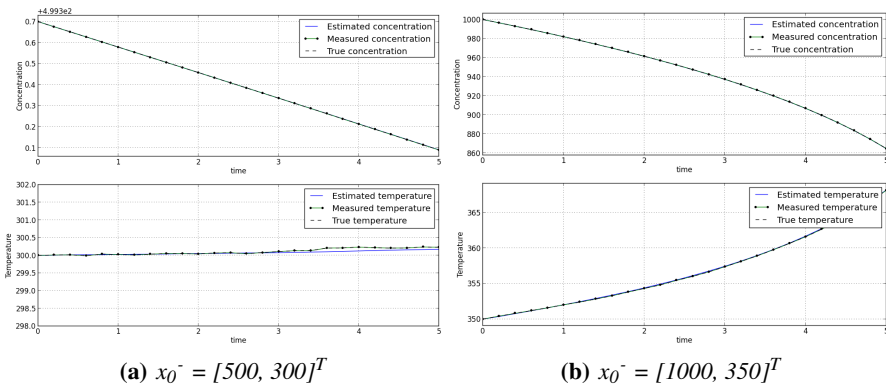 +4.993e2
0.7
0.6
0.5
0.4
0.3
0.2
0.1
Concentration
Estimated concentration
Measured concentration
True concentration
0 1 2 3 4 5
time
302.0
301.5
301.0
300.5
300.0
299.5
299.0
298.5
298.0
Temperature
Estimated temperature
Measured temperature
True temperature
0 1 2 3 4 5
time
(a) x0- = [500, 300]T
1000
980
960
940
920
900
880
860
Concentration
Estimated concentration
Measured concentration
True concentration
0 1 2 3 4 5
time
365
360
355
350
Temperature
Estimated temperature
Measured temperature
True temperature
0 1 2 3 4 5
time
(b) x0- = [1000, 350]T